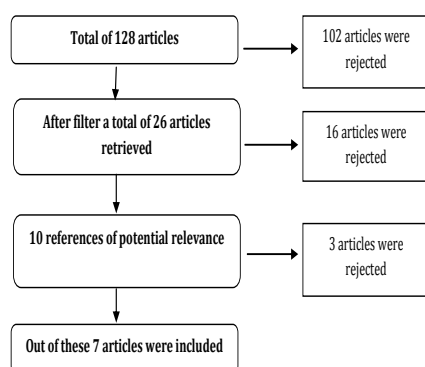 Total of 128 articles
102 articles were
rejected
After filter a total of 26 articles
retrieved
16 articles were
rejected
10 references of potential relevance
3 articles were
rejected
Out of these 7 articles were included